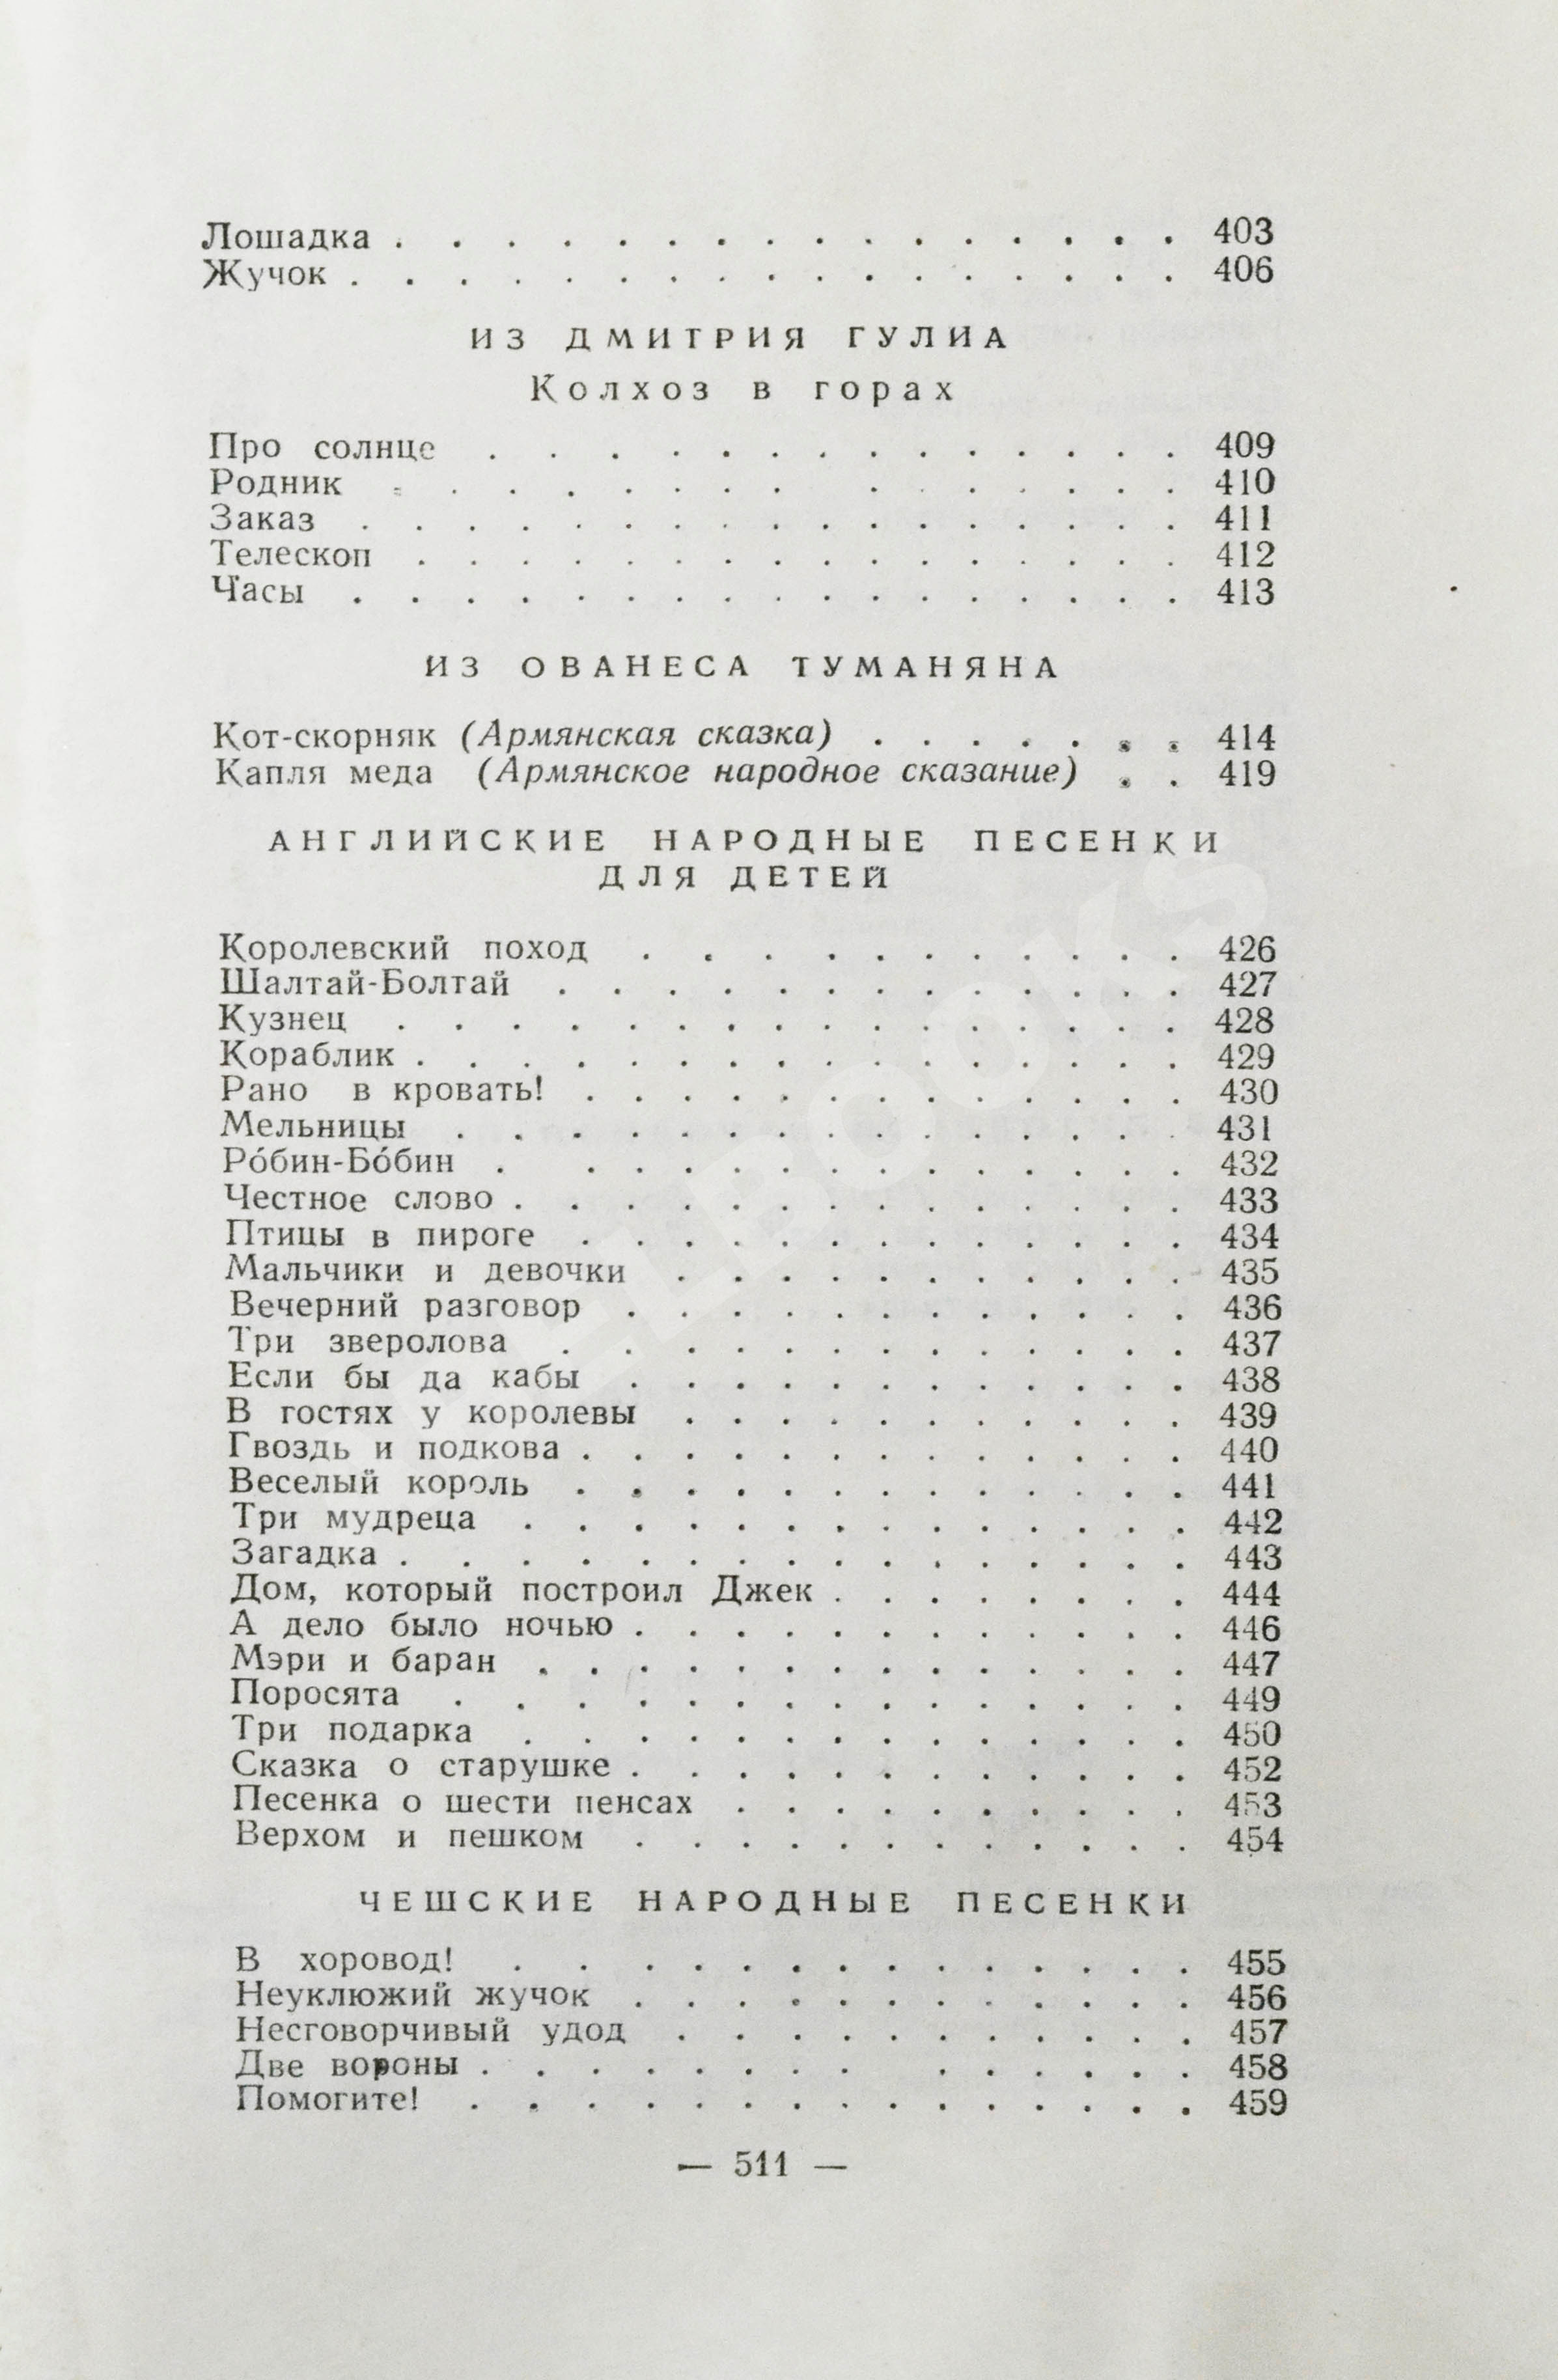 Лошадка . . . . . . . . . . . . . . . . 403
Жучок . . . . . . . . . . . . . . . . . 406
ИЗ ДМИТРИЯ ГУЛИА
Колхоз в горах
Про солнце . . . . . . . . . . . . . . 409
Родник . . . . . . . . . . . . . . . 410
Заказ . . . . . . . . . . . . . . . . 411
Телескоп . . . . . . . . . . . . . . . 412
Часы . . . . . . . . . . . . . . . . 413
ИЗ ОВАНЕСА ТУМАНЯНА
Кот-скорняк (Армянская сказка) . . . . . . . 414
Капля меда (Армянское народное сказание) . . 419
АНГЛИЙСКИЕ НАРОДНЫЕ ПЕСЕНКИ
ДЛЯ ДЕТЕЙ
Королевский поход . . . . . . . . . . 426
Шалтай-Болтай . . . . . . . . . . . . 427
Кузнец . . . . . . . . . . . . . . . 428
Кораблик . . . . . . . . . . . . . . . 429
Рано в кровать! . . . . . . . . . . . . 430
Мельницы . . . . . . . . . . . . . . 431
Ро́бин-Бо́бин . . . . . . . . . . . . . 432
Честное слово . . . . . . . . . . . . . 433
Птицы в пироге . . . . . . . . . . . . 434
Мальчики и девочки . . . . . . . . . . 435
Вечерний разговор . . . . . . . . . . . 436
Три зверолова . . . . . . . . . . . . 437
Если бы да кабы . . . . . . . . . . . 438
В гостях у королевы . . . . . . . . . . 439
Гвоздь и подкова . . . . . . . . . . . . 440
Веселый король . . . . . . . . . . . . 441
Три мудреца . . . . . . . . . . . . . 442
Загадка . . . . . . . . . . . . . . . 443
Дом, который построил Джек . . . . . . . . 444
А дело было ночью . . . . . . . . . . . 446
Мэри и баран . . . . . . . . . . . . . 447
Поросята . . . . . . . . . . . . . . 449
Три подарка . . . . . . . . . . . . . 450
Сказка о старушке . . . . . . . . . . . 452
Песенка о шести пенсах . . . . . . . . . 453
Верхом и пешком . . . . . . . . . . . 454
ЧЕШСКИЕ НАРОДНЫЕ ПЕСЕНКИ
В хоровод! . . . . . . . . . . . . . 455
Неуклюжий жучок . . . . . . . . . . . 456
Несговорчивый удод . . . . . . . . . . 457
Две вороны . . . . . . . . . . . . . 458
Помогите! . . . . . . . . . . . . . . 459
— 511 —